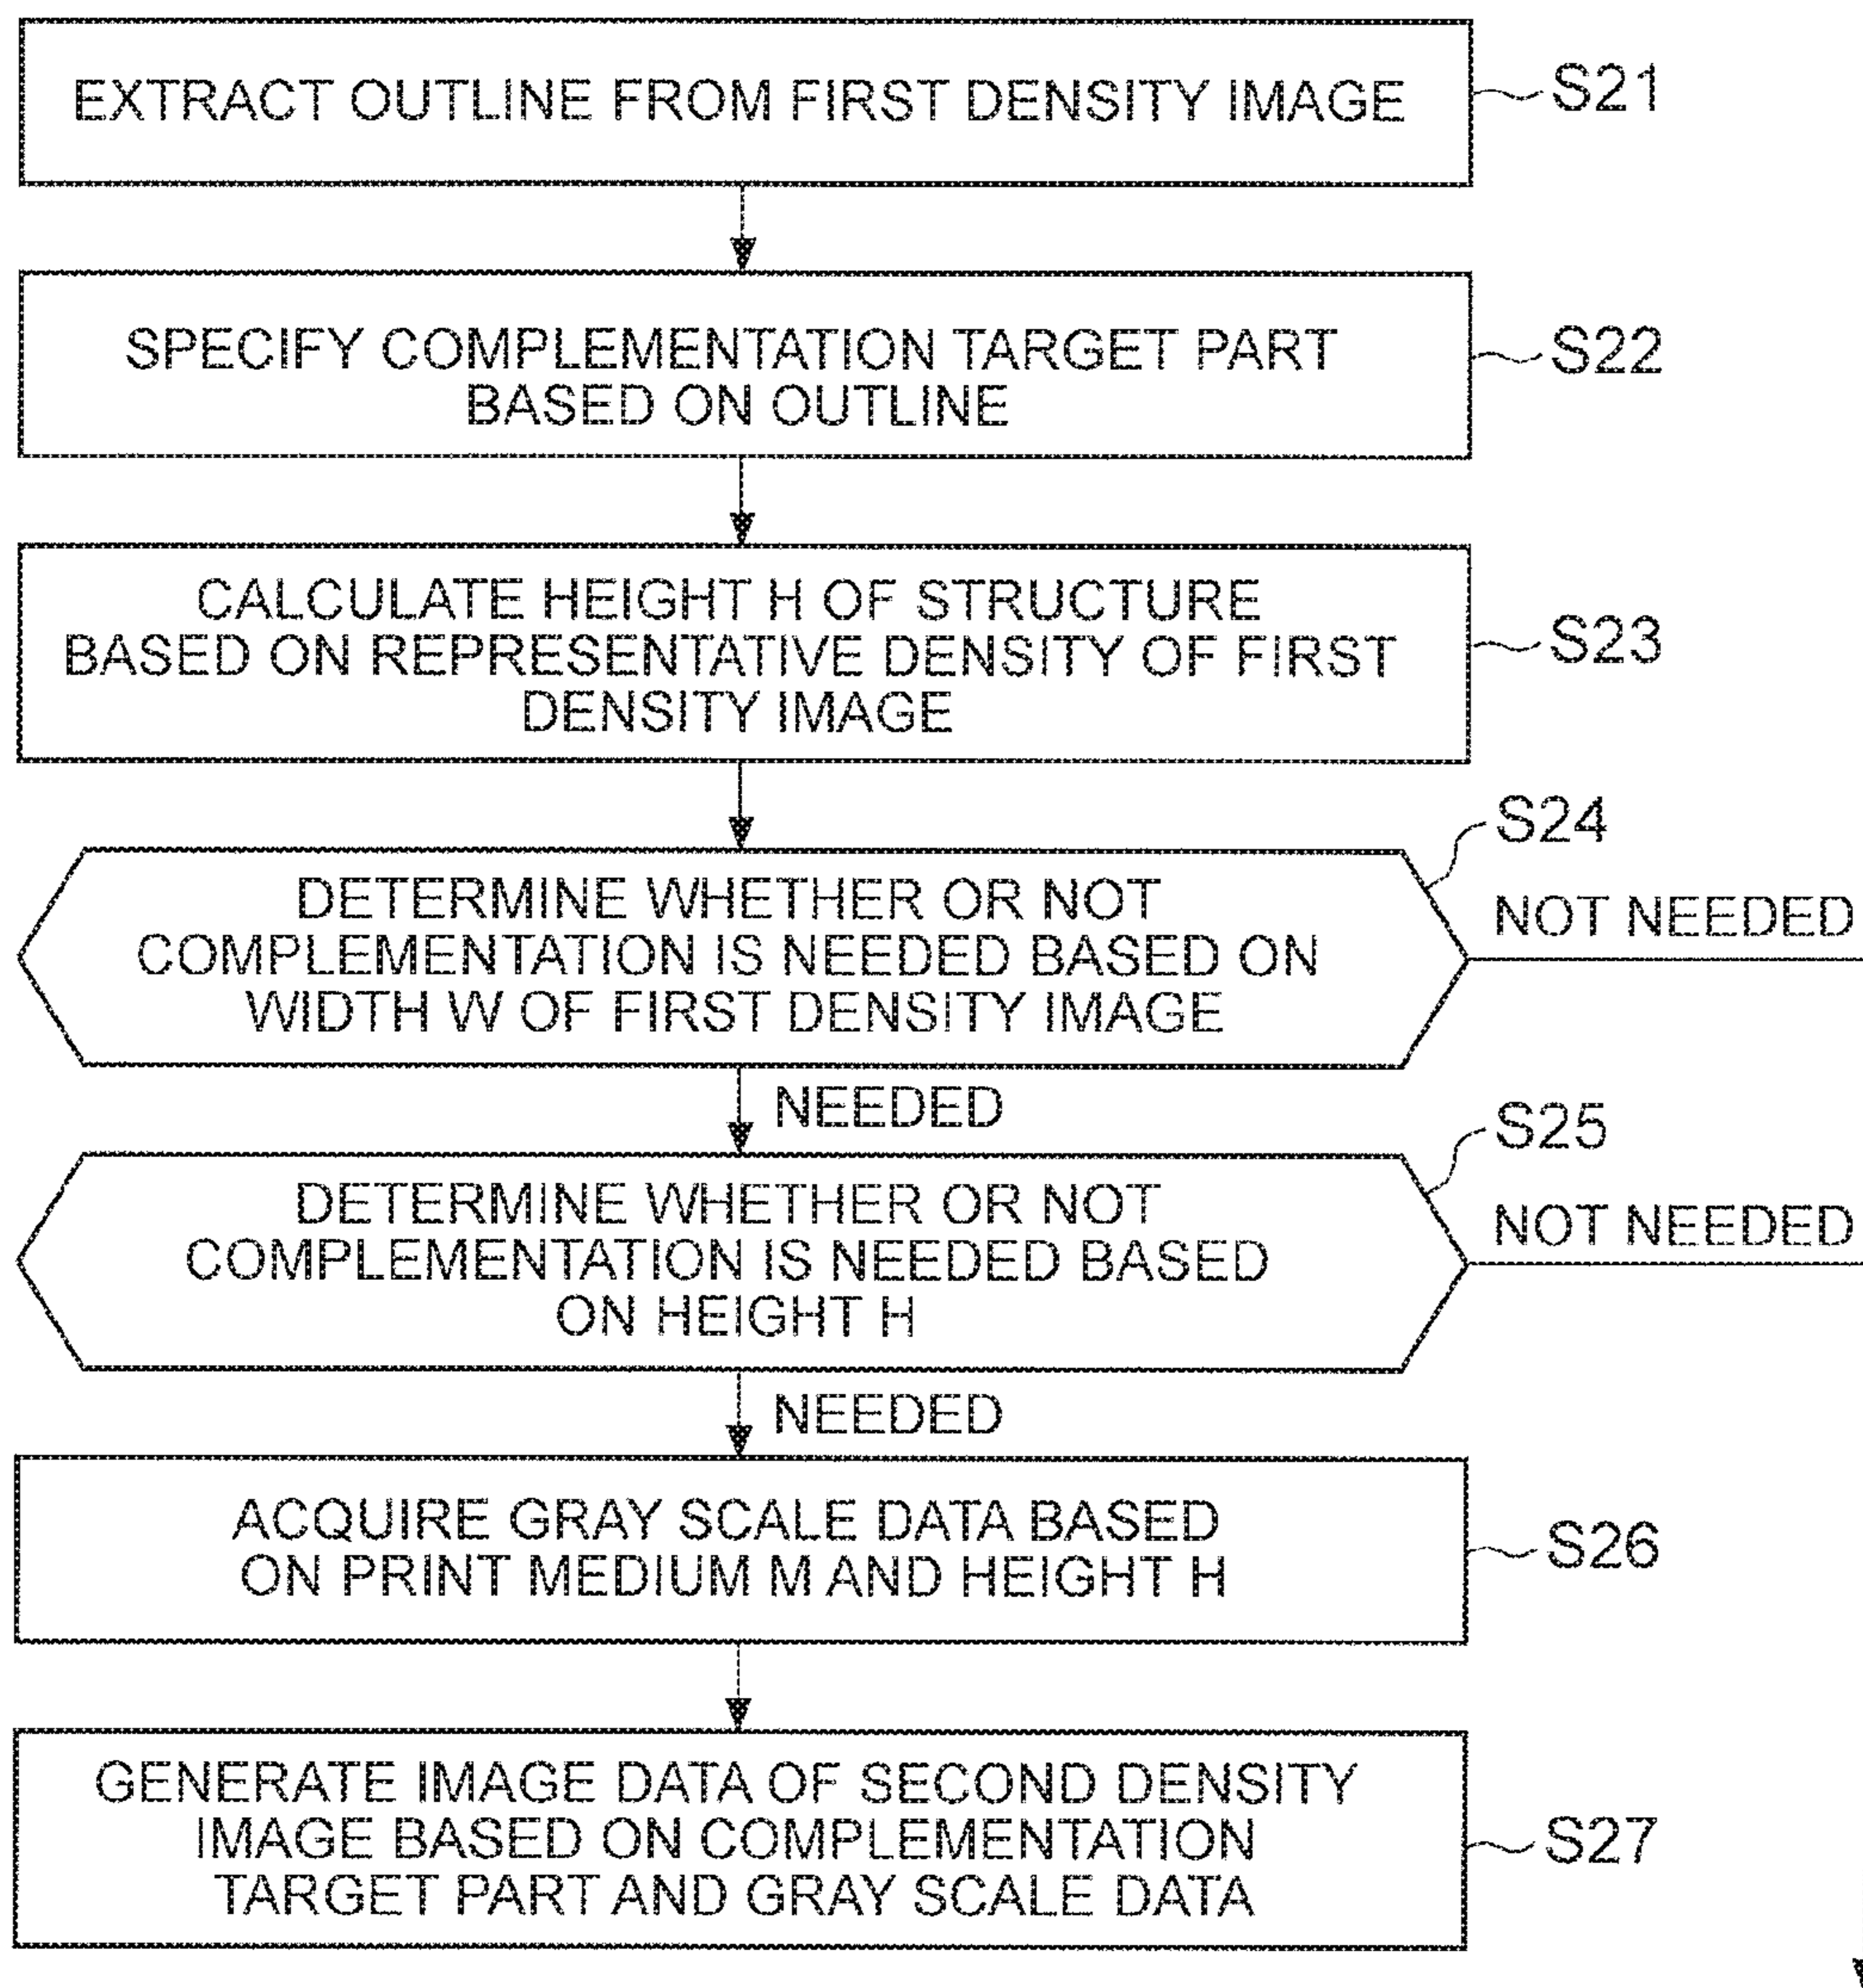 EXTRACT OUTLINE FROM FIRST DENSITY IMAGE
S21
SPECIFY COMPLEMENTATION TARGET PART
BASED ON OUTLINE
S22
CALCULATE HEIGHT H OF STRUCTURE
BASED ON REPRESENTATIVE DENSITY OF FIRST
DENSITY IMAGE
S23
S24
DETERMINE WHETHER OR NOT
COMPLEMENTATION IS NEEDED BASED ON
WIDTH W OF FIRST DENSITY IMAGE
NOT NEEDED
NEEDED
S25
DETERMINE WHETHER OR NOT
COMPLEMENTATION IS NEEDED BASED
ON HEIGHT H
NOT NEEDED
NEEDED
ACQUIRE GRAY SCALE DATA BASED
ON PRINT MEDIUM M AND HEIGHT H
S26
GENERATE IMAGE DATA OF SECOND DENSITY
IMAGE BASED ON COMPLEMENTATION
TARGET PART AND GRAY SCALE DATA
S27